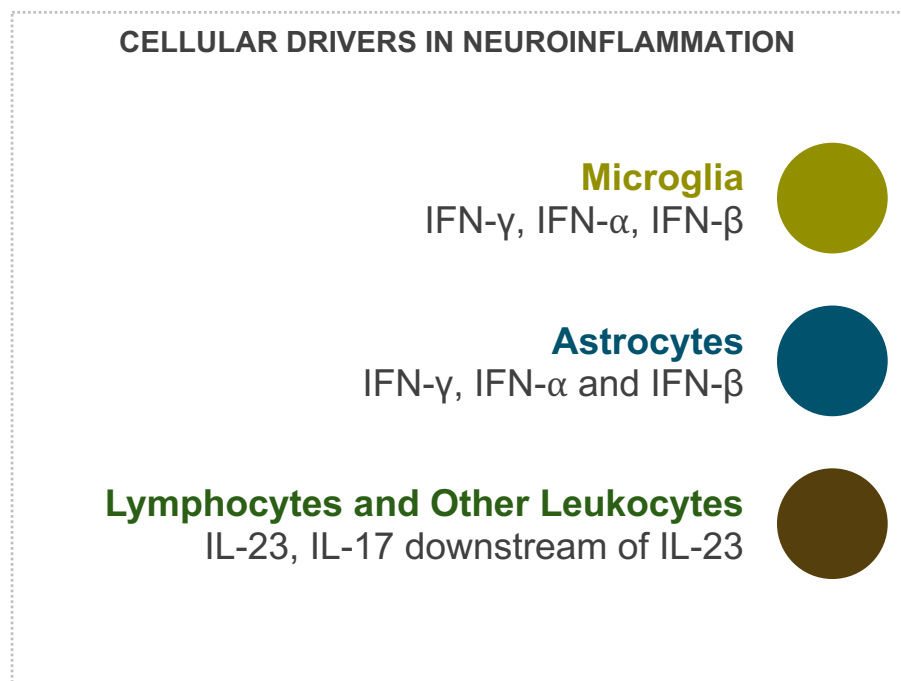 CELLULAR DRIVERS IN NEUROINFLAMMATION
Microglia
IFN-γ, IFN-α, IFN-β
Astrocytes
IFN-γ, IFN-α and IFN-β
Lymphocytes and Other Leukocytes
IL-23, IL-17 downstream of IL-23